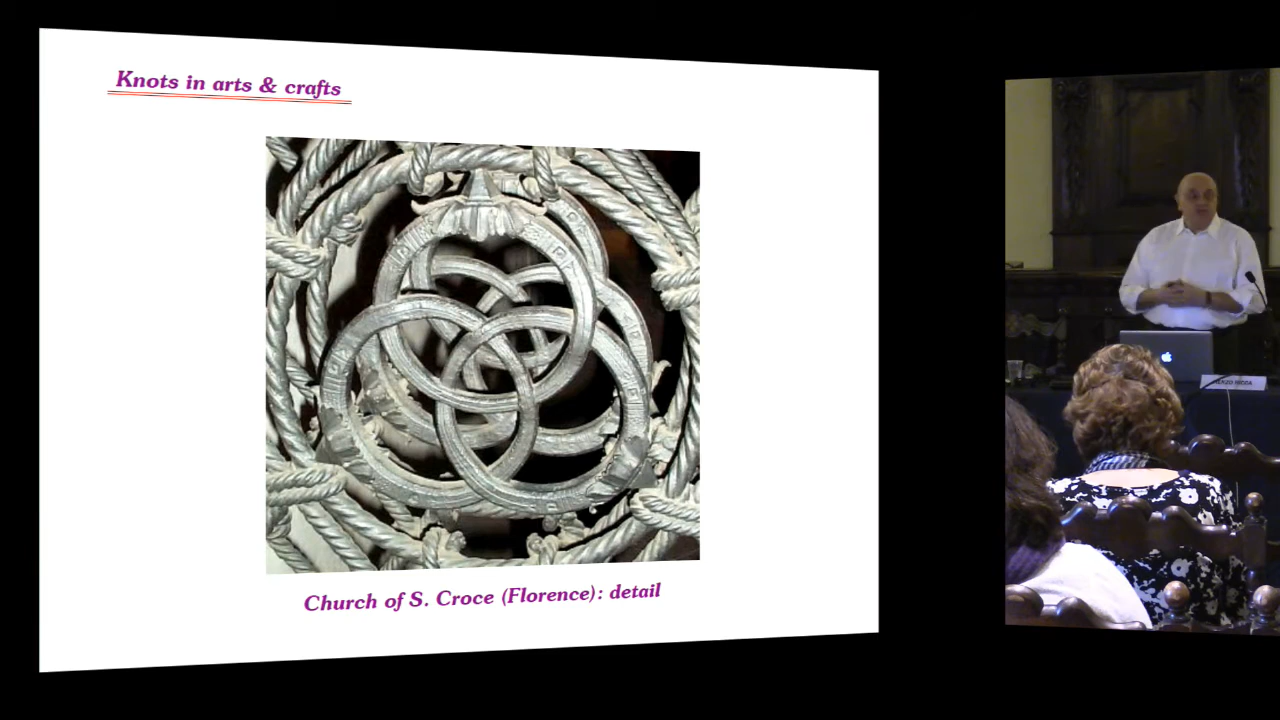 Knots in arts & crafts
Church of S. Croce (Florence): detail